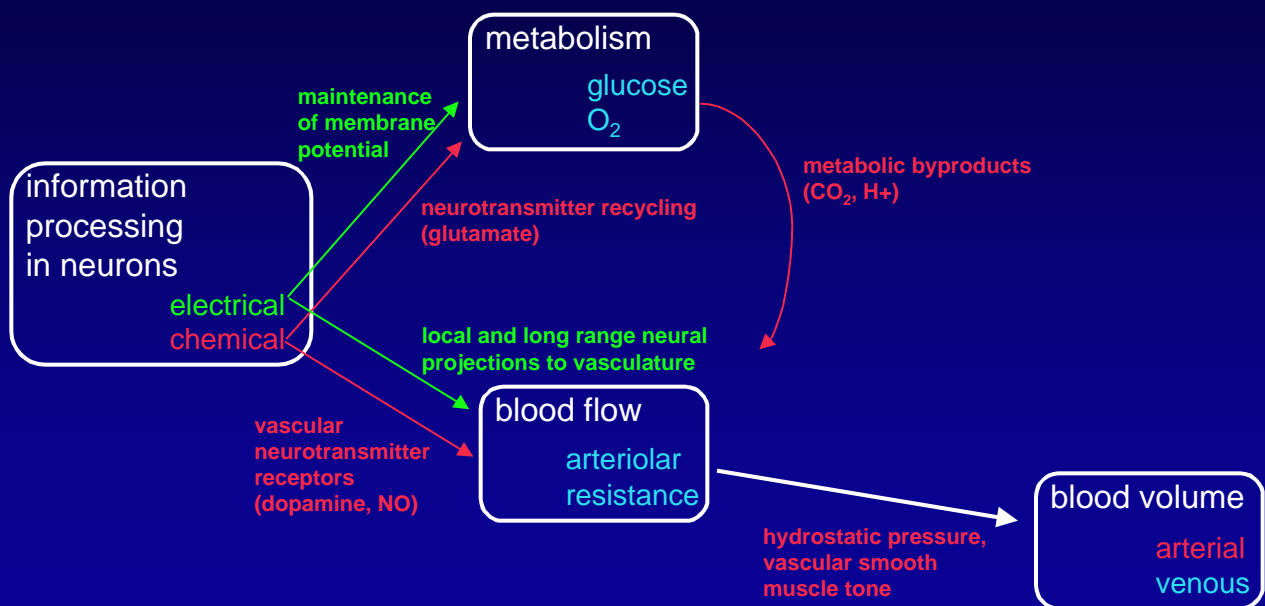 metabolism
glucose
O₂
maintenance
of membrane
potential
metabolic byproducts
(CO₂, H+)
information
processing
in neurons
electrical
chemical
neurotransmitter recycling
(glutamate)
local and long range neural
projections to vasculature
blood flow
arteriolar
resistance
vascular
neurotransmitter
receptors
(dopamine, NO)
hydrostatic pressure,
vascular smooth
muscle tone
blood volume
arterial
venous